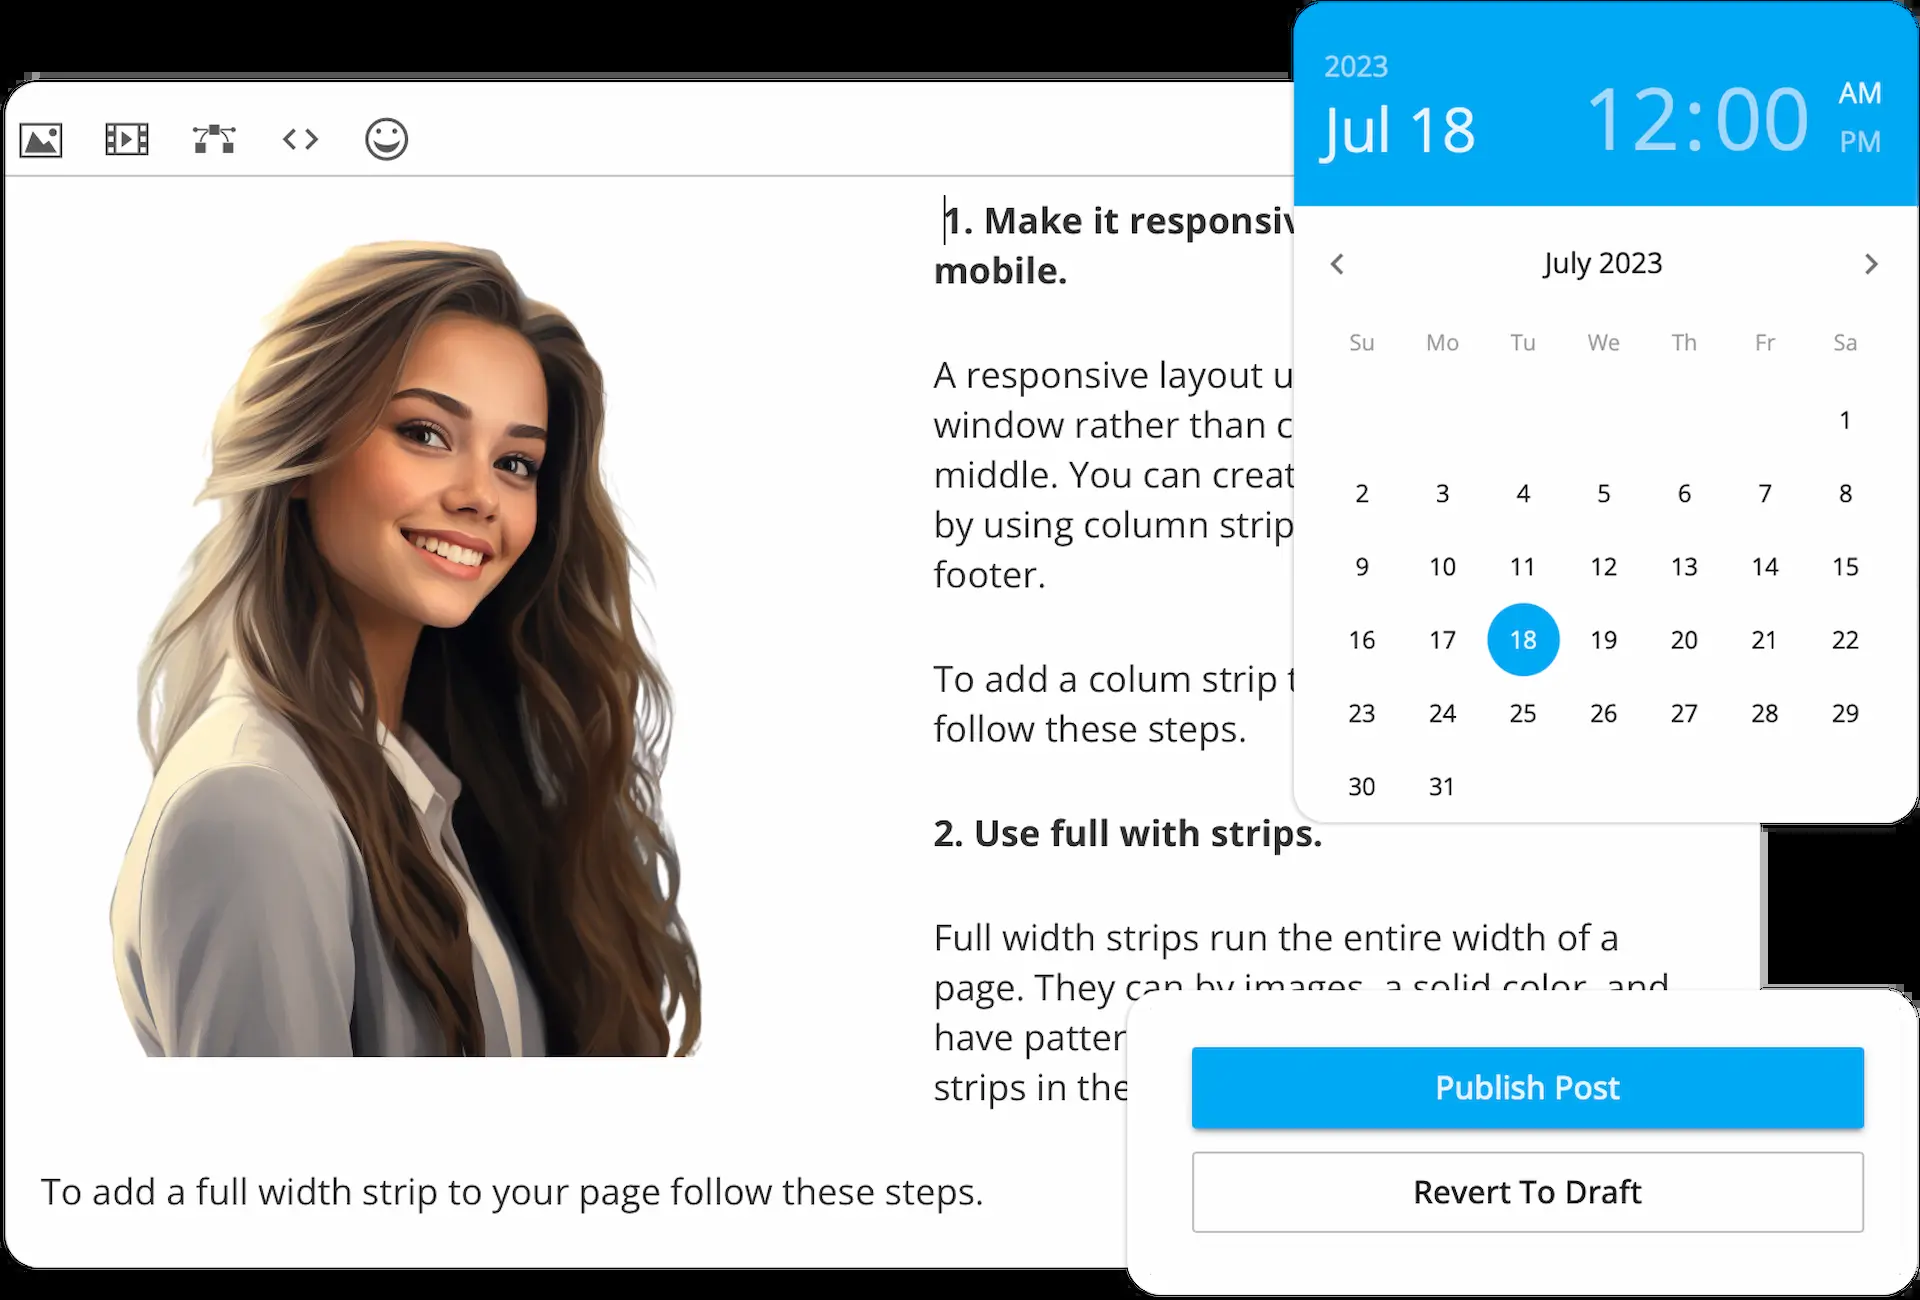 2023
Jul 18
12:00
AM
PM
July 2023
Su Mo Tu We Th Fr Sa
1
2 3 4 5 6 7 8
9 10 11 12 13 14 15
16 17 18 19 20 21 22
23 24 25 26 27 28 29
30 31
1. Make it
mobile.
A responsive layout
window rather than
middle. You can
by using column
footer.
To add a colum strip
follow these steps.
2. Use full with strips.
Full width strips run the entire width of a
page. They can by images, a solid color, and
have
strips in the
To add a full width strip to your page follow these steps.
Publish Post
Revert To Draft